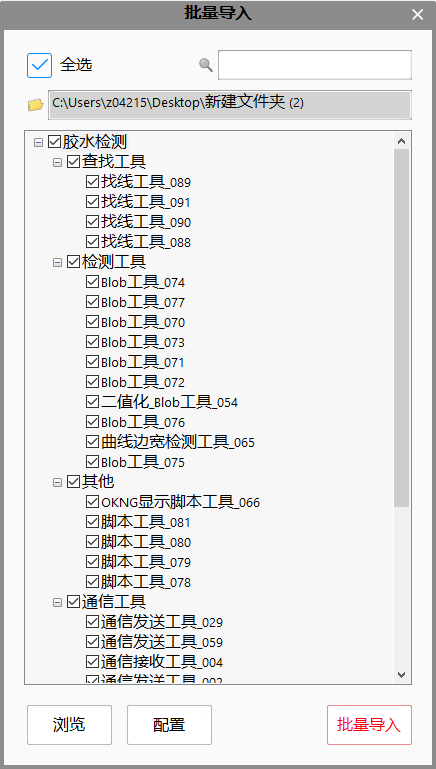 批量导入
全选
C:\Users\z04215\Desktop\新建文件夹 (2)
胶水检测
查找工具
找线工具_089
找线工具_091
找线工具_090
找线工具_088
检测工具
Blob工具_074
Blob工具_077
Blob工具_070
Blob工具_073
Blob工具_071
Blob工具_072
二值化_Blob工具_054
Blob工具_076
曲线边宽检测工具_065
Blob工具_075
其他
OKNG显示脚本工具_066
脚本工具_081
脚本工具_080
脚本工具_079
脚本工具_078
通信工具
通信发送工具_029
通信发送工具_059
通信接收工具_004
通信发送工具_002
浏览 配置 批量导入